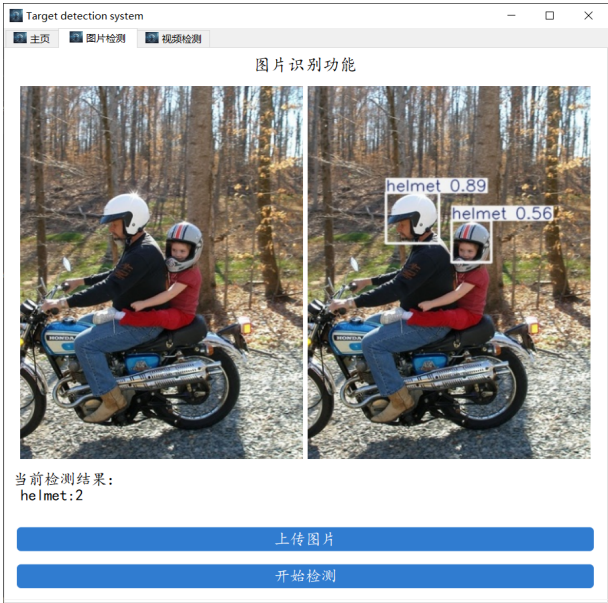 Target detection system
主页
图片检测
视频检测
图片识别功能
helmet 0.89
helmet 0.56
HONDA
HONDA
当前检测结果：
helmet:2
上传图片
开始检测